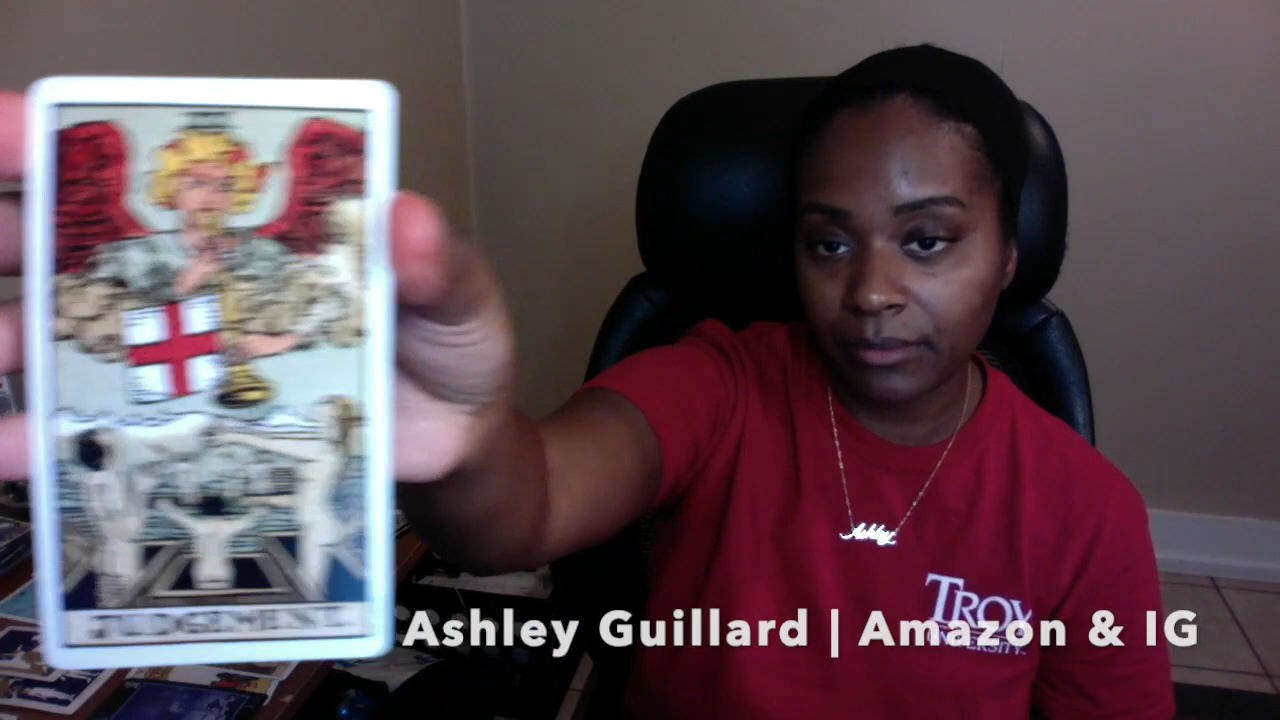 JUDGEMENT.
Ashley
TROY
UNIVERSITY
Ashley Guillard | Amazon & IG